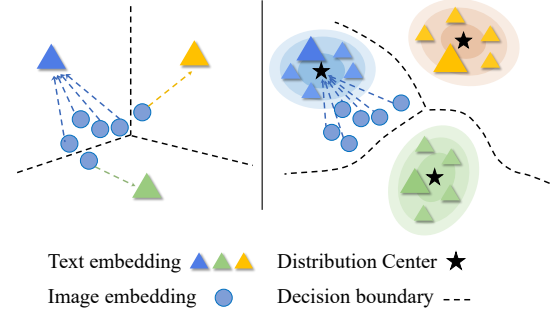 Text embedding
Distribution Center
Image embedding
Decision boundary